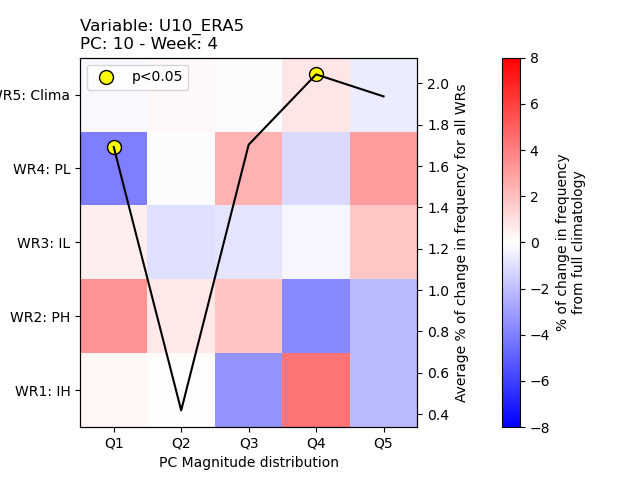 Variable: U10_ERA5
PC: 10 - Week: 4
p<0.05
R5: Clima
WR4: PL
WR3: IL
WR2: PH
WR1: IH
Q1 Q2 Q3 Q4 Q5
PC Magnitude distribution
2.0
1.8
1.6
1.4
1.2
1.0
0.8
0.6
0.4
Average % of change in frequency for all WRs
8
6
4
2
0
−2
−4
−6
−8
% of change in frequency
from full climatology